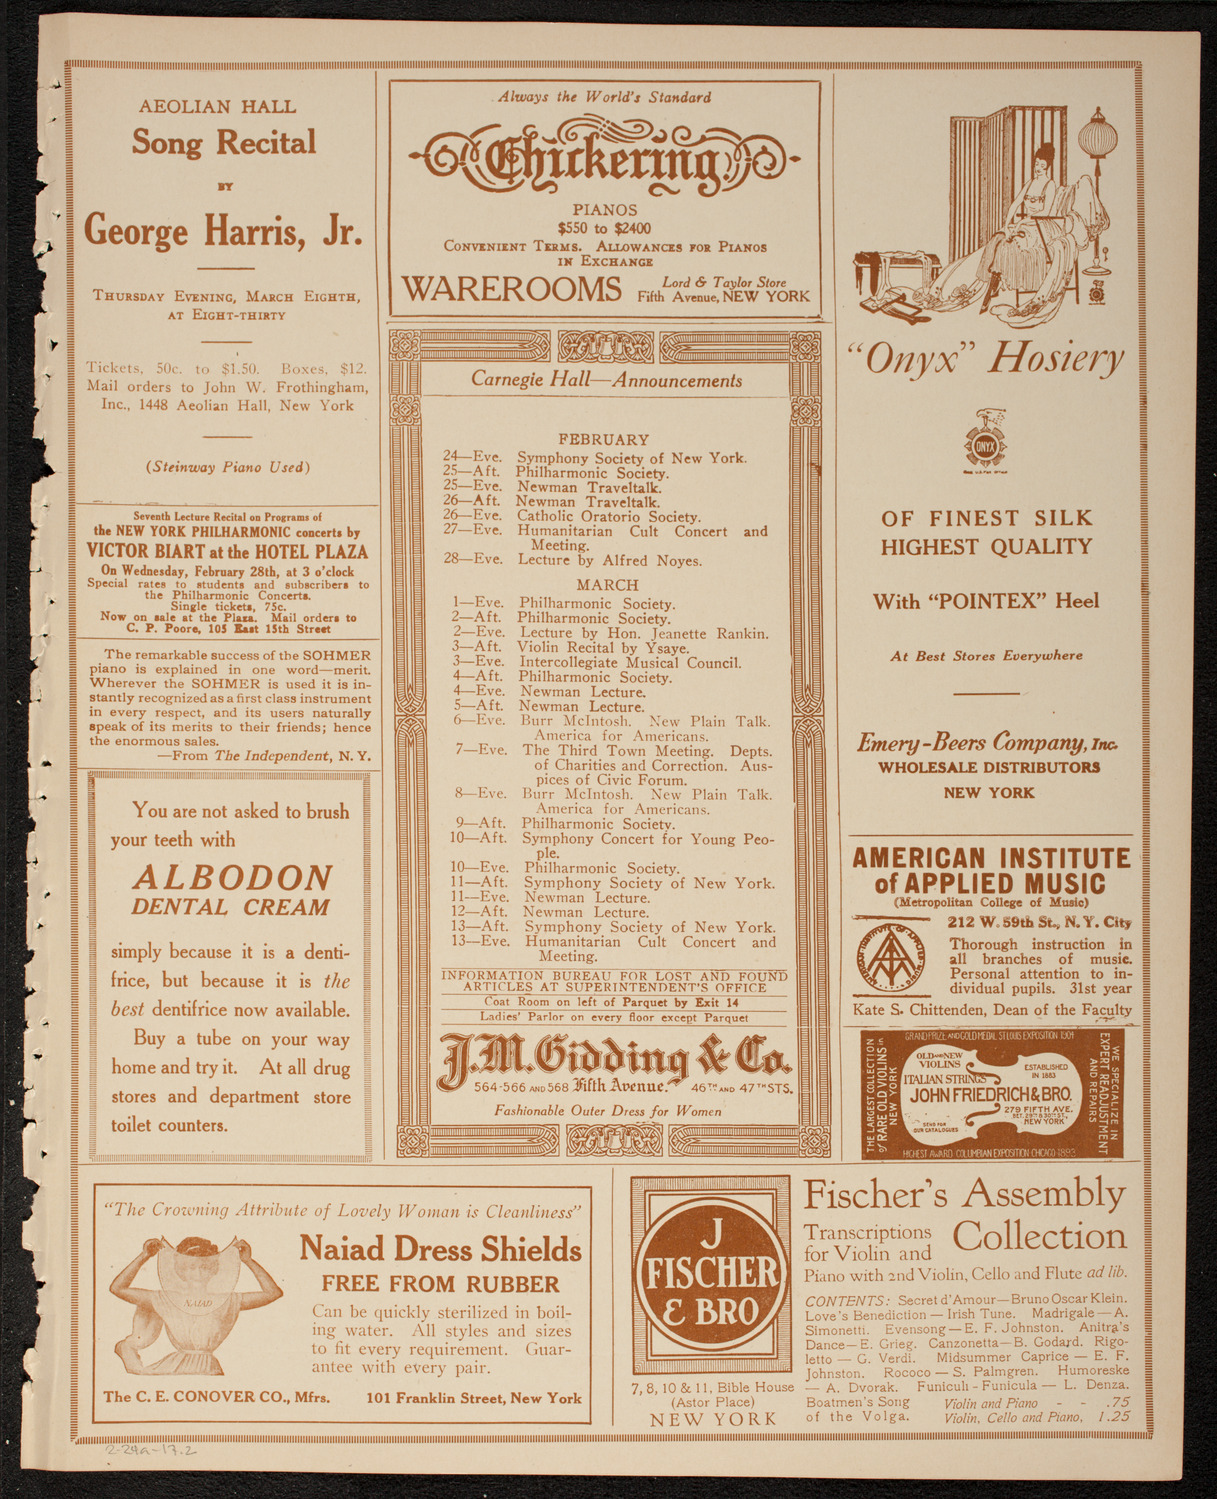 AEOLIAN HALL
Song Recital
BY
George Harris, Jr.
THURSDAY EVENING, MARCH EIGHTH,
AT EIGHT-THIRTY
Tickets, 50c. to $1.50. Boxes, $12.
Mail orders to John W. Frothingham,
Inc., 1448 Aeolian Hall, New York
(Steinway Piano Used)
Seventh Lecture Recital on Programs of
the NEW YORK PHILHARMONIC concerts by
VICTOR BIART at the HOTEL PLAZA
On Wednesday, February 28th, at 3 o'clock
Special rates to students and subscribers to
the Philharmonic Concerts.
Single tickets, 75c.
Now on sale at the Plaza. Mail orders to
C. P. Poore, 105 East 15th Street
The remarkable success of the SOHMER
piano is explained in one word—merit.
Wherever the SOHMER is used it is in-
stantly recognized as a first class instrument
in every respect, and its users naturally
speak of its merits to their friends; hence
the enormous sales.
—From The Independent, N. Y.
You are not asked to brush
your teeth with
ALBODON
DENTAL CREAM
simply because it is a denti-
frice, but because it is the
best dentifrice now available.
Buy a tube on your way
home and try it. At all drug
stores and department store
toilet counters.
Always the World's Standard
Chickering
PIANOS
$550 to $2400
CONVENIENT TERMS. ALLOWANCES FOR PIANOS
IN EXCHANGE
WAREROOMS Lord & Taylor Store
Fifth Avenue, NEW YORK
Carnegie Hall—Announcements
FEBRUARY
24—Eve. Symphony Society of New York.
25—Aft. Philharmonic Society.
25—Eve. Newman Traveltalk.
26—Aft. Newman Traveltalk.
26—Eve. Catholic Oratorio Society.
27—Eve. Humanitarian Cult Concert and
Meeting.
28—Eve. Lecture by Alfred Noyes.
MARCH
1—Eve. Philharmonic Society.
2—Aft. Philharmonic Society.
2—Eve. Lecture by Hon. Jeanette Rankin.
3—Aft. Violin Recital by Ysaye.
3—Eve. Intercollegiate Musical Council.
4—Aft. Philharmonic Society.
4—Eve. Newman Lecture.
5—Aft. Newman Lecture.
6—Eve. Burr McIntosh. New Plain Talk.
America for Americans.
7—Eve. The Third Town Meeting. Depts.
of Charities and Correction. Aus-
pices of Civic Forum.
8—Eve. Burr McIntosh. New Plain Talk.
America for Americans.
9—Aft. Philharmonic Society.
10—Aft. Symphony Concert for Young Peo-
ple.
10—Eve. Philharmonic Society.
11—Aft. Symphony Society of New York.
11—Eve. Newman Lecture.
12—Aft. Newman Lecture.
13—Aft. Symphony Society of New York.
13—Eve. Humanitarian Cult Concert and
Meeting.
INFORMATION BUREAU FOR LOST AND FOUND
ARTICLES AT SUPERINTENDENT'S OFFICE
Coat Room on left of Parquet by Exit 14
Ladies' Parlor on every floor except Parquet
J. M. Gidding & Co.
564-566 AND 568 Fifth Avenue. 46TH AND 47TH STS.
Fashionable Outer Dress for Women
"Onyx" Hosiery
ONYX
OF FINEST SILK
HIGHEST QUALITY
With "POINTEX" Heel
At Best Stores Everywhere
Emery-Beers Company, Inc.
WHOLESALE DISTRIBUTORS
NEW YORK
AMERICAN INSTITUTE
of APPLIED MUSIC
(Metropolitan College of Music)
212 W. 59th St., N. Y. City
Thorough instruction in
all branches of music.
Personal attention to in-
dividual pupils. 31st year
Kate S. Chittenden, Dean of the Faculty
GRAND PRIZE AND GOLD MEDAL ST. LOUIS EXPOSITION 1904
THE LARGEST COLLECTION
of RARE OLD VIOLINS in
NEW YORK
OLD AND NEW
VIOLINS
ITALIAN STRINGS
ESTABLISHED
IN 1883
JOHN FRIEDRICH & BRO.
279 FIFTH AVE.
BET. 29TH & 30TH ST.,
NEW YORK
SEND FOR
OUR CATALOGUES
WE SPECIALIZE IN
EXPERT READJUSTMENT
AND REPAIRS
HIGHEST AWARD COLUMBIAN EXPOSITION CHICAGO 1893
"The Crowning Attribute of Lovely Woman is Cleanliness"
NAIAD
Naiad Dress Shields
FREE FROM RUBBER
Can be quickly sterilized in boil-
ing water. All styles and sizes
to fit every requirement. Guar-
antee with every pair.
The C. E. CONOVER CO., Mfrs. 101 Franklin Street, New York
J
FISCHER
& BRO
7, 8, 10 & 11, Bible House
(Astor Place)
NEW YORK
Fischer's Assembly
Collection
Transcriptions
for Violin and
Piano with 2nd Violin, Cello and Flute ad lib.
CONTENTS: Secret d'Amour—Bruno Oscar Klein.
Love's Benediction — Irish Tune. Madrigale — A.
Simonetti. Evensong — E. F. Johnston. Anitra's
Dance — E. Grieg. Canzonetta — B. Godard. Rigo-
letto — G. Verdi. Midsummer Caprice — E. F.
Johnston. Rococo — S. Palmgren. Humoreske
— A. Dvorak. Funiculi-Funicula — L. Denza.
Boatmen's Song
of the Volga.
Violin and Piano - - .75
Violin, Cello and Piano, 1.25
2-24a-17.2